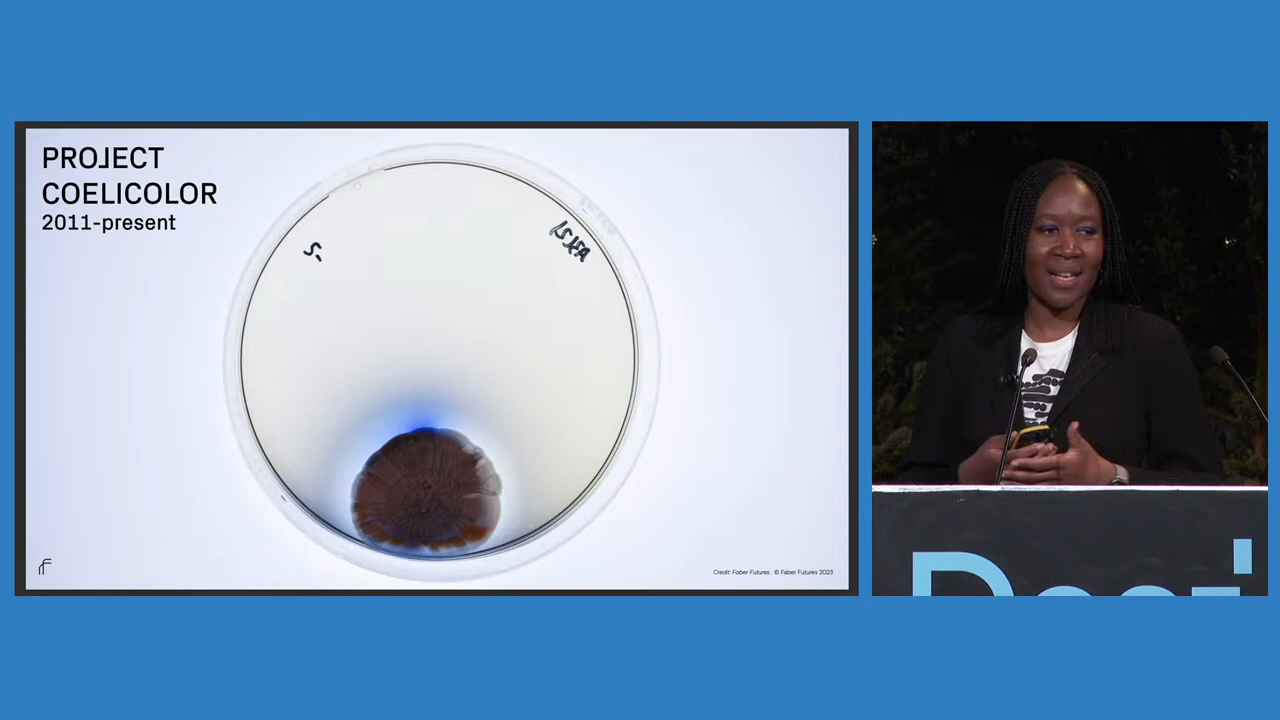 PROJECT
COELICOLOR
2011-present
Credit: Faber Futures . © Faber Futures 2023